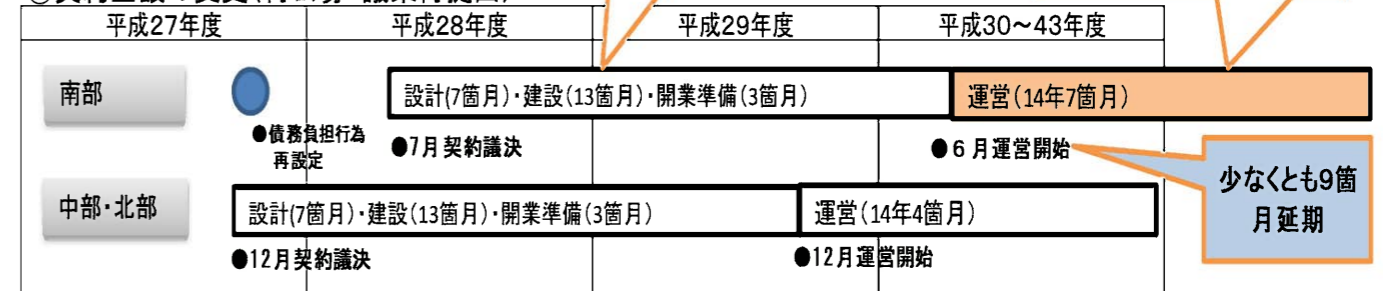 平成27年度 平成28年度 平成29年度 平成30～43年度
南部
設計(7箇月)・建設(13箇月)・開業準備(3箇月) 運営(14年7箇月)
●債務負担行為
再設定
●7月契約議決
●6月運営開始
少なくとも9箇
月延期
中部・北部
設計(7箇月)・建設(13箇月)・開業準備(3箇月) 運営(14年4箇月)
●12月契約議決 ●12月運営開始